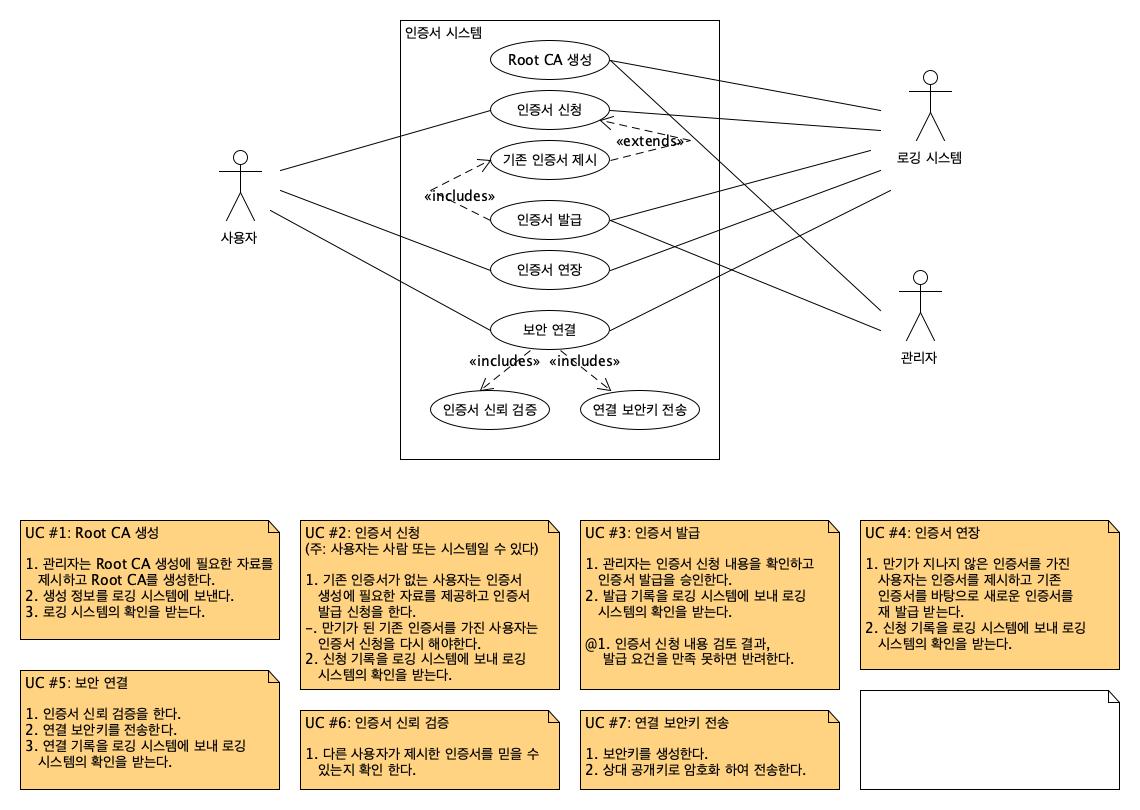 인증서 시스템
Root CA 생성
인증서 신청
«extends»
기존 인증서 제시
«includes»
인증서 발급
인증서 연장
보안 연결
«includes»
«includes»
인증서 신뢰 검증
연결 보안키 전송
사용자
로깅 시스템
관리자
UC #1: Root CA 생성
1. 관리자는 Root CA 생성에 필요한 자료를
제시하고 Root CA를 생성한다.
2. 생성 정보를 로깅 시스템에 보낸다.
3. 로깅 시스템의 확인을 받는다.
UC #2: 인증서 신청
(주: 사용자는 사람 또는 시스템일 수 있다)
1. 기존 인증서가 없는 사용자는 인증서
생성에 필요한 자료를 제공하고 인증서
발급 신청을 한다.
-. 만기가 된 기존 인증서를 가진 사용자는
인증서 신청을 다시 해야한다.
2. 신청 기록을 로깅 시스템에 보내 로깅
시스템의 확인을 받는다.
UC #3: 인증서 발급
1. 관리자는 인증서 신청 내용을 확인하고
인증서 발급을 승인한다.
2. 발급 기록을 로깅 시스템에 보내 로깅
시스템의 확인을 받는다.
@1. 인증서 신청 내용 검토 결과,
발급 요건을 만족 못하면 반려한다.
UC #4: 인증서 연장
1. 만기가 지나지 않은 인증서를 가진
사용자는 인증서를 제시하고 기존
인증서를 바탕으로 새로운 인증서를
재 발급 받는다.
2. 신청 기록을 로깅 시스템에 보내 로깅
시스템의 확인을 받는다.
UC #5: 보안 연결
1. 인증서 신뢰 검증을 한다.
2. 연결 보안키를 전송한다.
3. 연결 기록을 로깅 시스템에 보내 로깅
시스템의 확인을 받는다.
UC #6: 인증서 신뢰 검증
1. 다른 사용자가 제시한 인증서를 믿을 수
있는지 확인 한다.
UC #7: 연결 보안키 전송
1. 보안키를 생성한다.
2. 상대 공개키로 암호화 하여 전송한다.